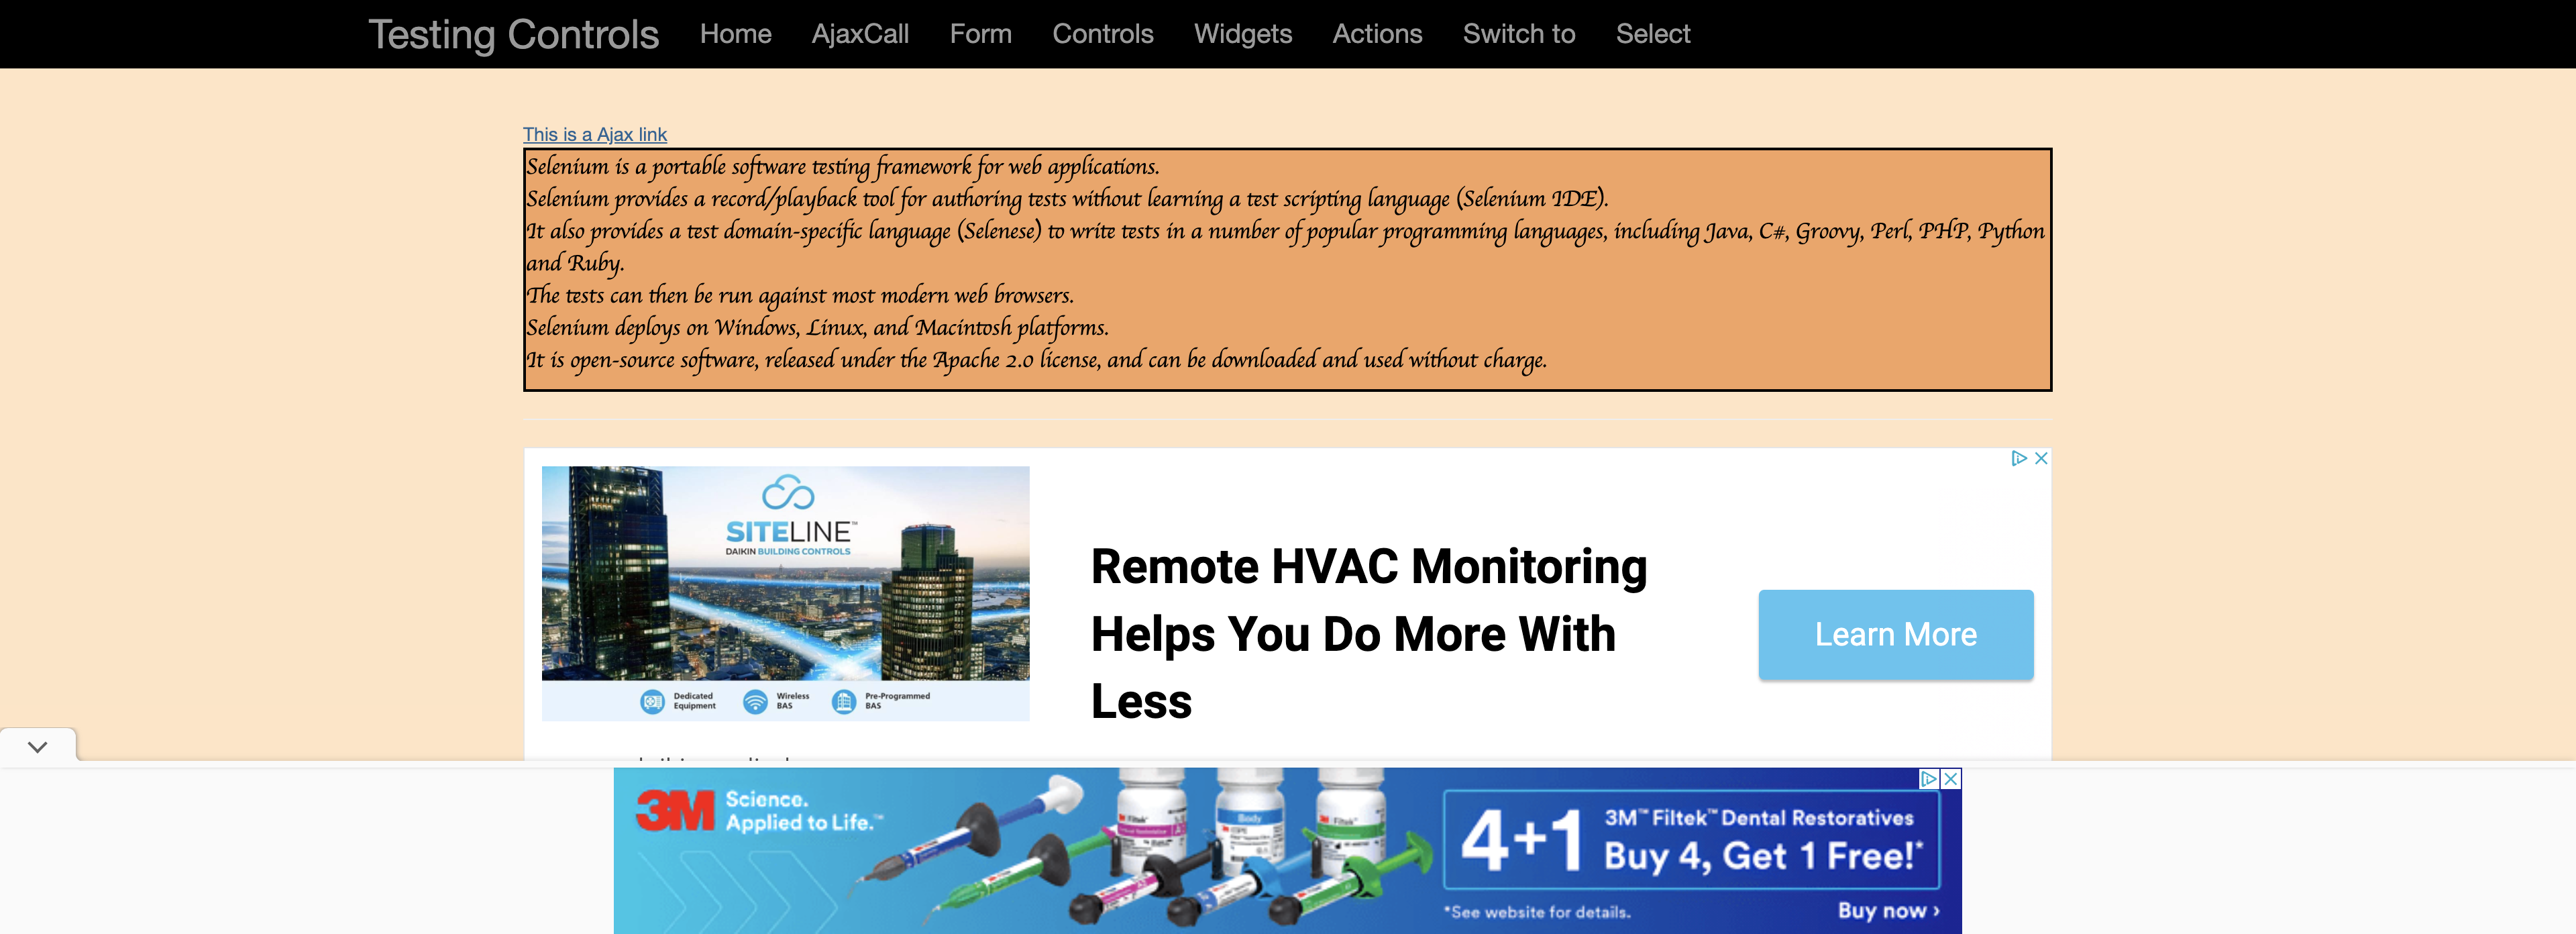 Testing Controls Home AjaxCall Form Controls Widgets Actions Switch to Select
This is a Ajax link
Selenium is a portable software testing framework for web applications.
Selenium provides a record/playback tool for authoring tests without learning a test scripting language (Selenium IDE).
It also provides a test domain-specific language (Selenese) to write tests in a number of popular programming languages, including Java, C#, Groovy, Perl, PHP, Python
and Ruby.
The tests can then be run against most modern web browsers.
Selenium deploys on Windows, Linux, and Macintosh platforms.
It is open-source software, released under the Apache 2.0 license, and can be downloaded and used without charge.
SITELINE™
DAIKIN BUILDING CONTROLS
Dedicated
Equipment
Wireless
BAS
Pre-Programmed
BAS
Remote HVAC Monitoring
Helps You Do More With
Less
Learn More
3M Science.
Applied to Life.™
Filtek
Body
Filtek
4+1
3M™ Filtek™ Dental Restoratives
Buy 4, Get 1 Free!*
*See website for details.
Buy now ›